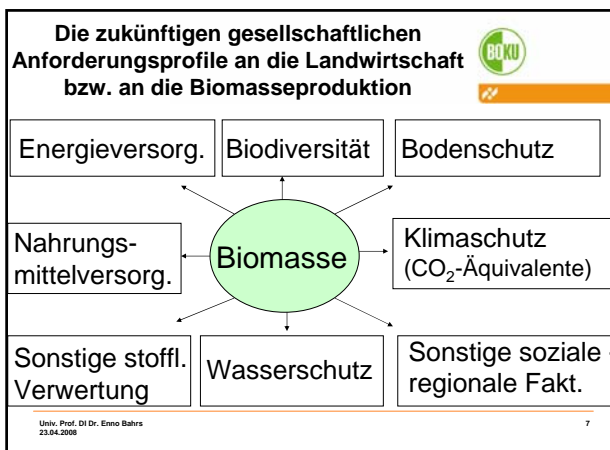 Die zukünftigen gesellschaftlichen
Anforderungsprofile an die Landwirtschaft
bzw. an die Biomasseproduktion
BOKU
Energieversorg.
Biodiversität
Bodenschutz
Nahrungs-
mittelversorg.
Biomasse
Klimaschutz
(CO₂-Äquivalente)
Sonstige stoffl.
Verwertung
Wasserschutz
Sonstige soziale -
regionale Fakt.
Univ. Prof. DI Dr. Enno Bahrs
23.04.2008
7